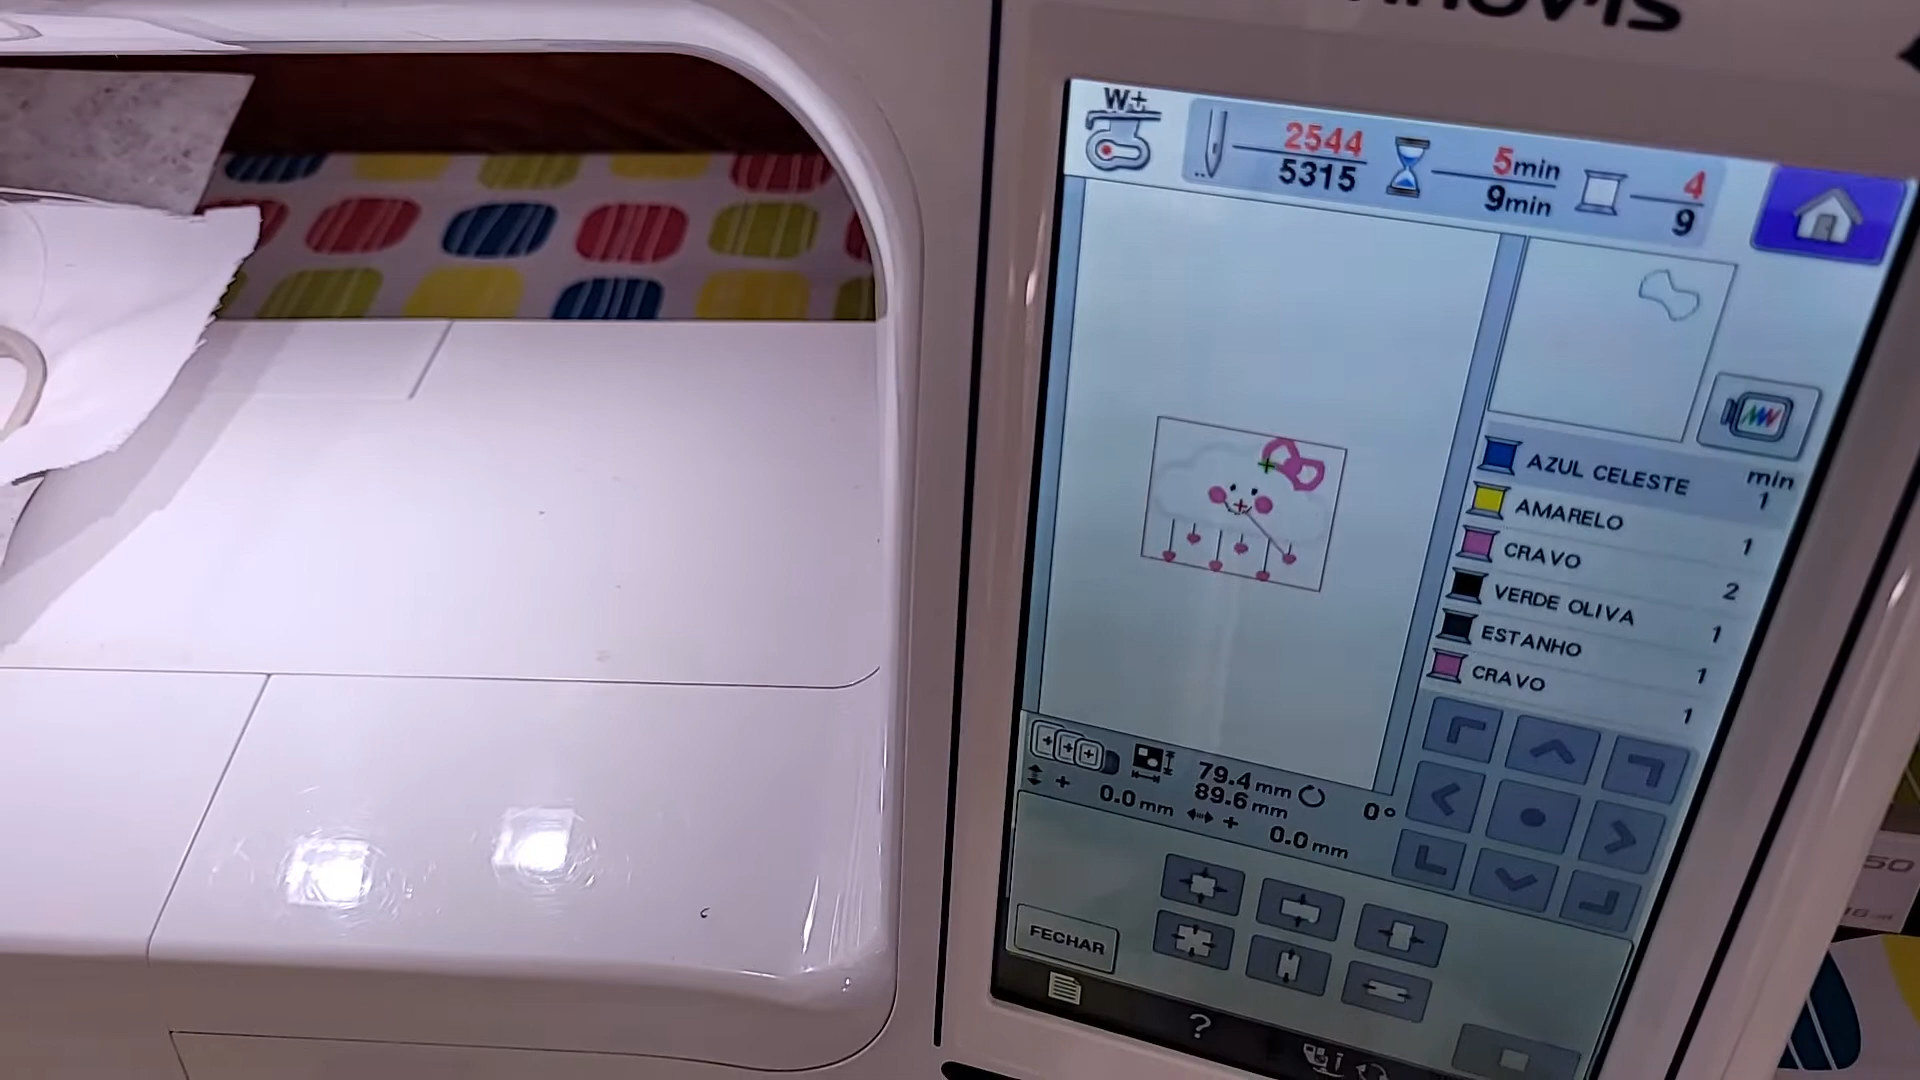 W+
2544
5315
5min
9min
4
9
min
AZUL CELESTE 1
AMARELO 1
CRAVO 2
VERDE OLIVA 1
ESTANHO 1
CRAVO 1
79.4 mm
89.6 mm
0°
+ 0.0 mm
+ 0.0 mm
FECHAR
?
50